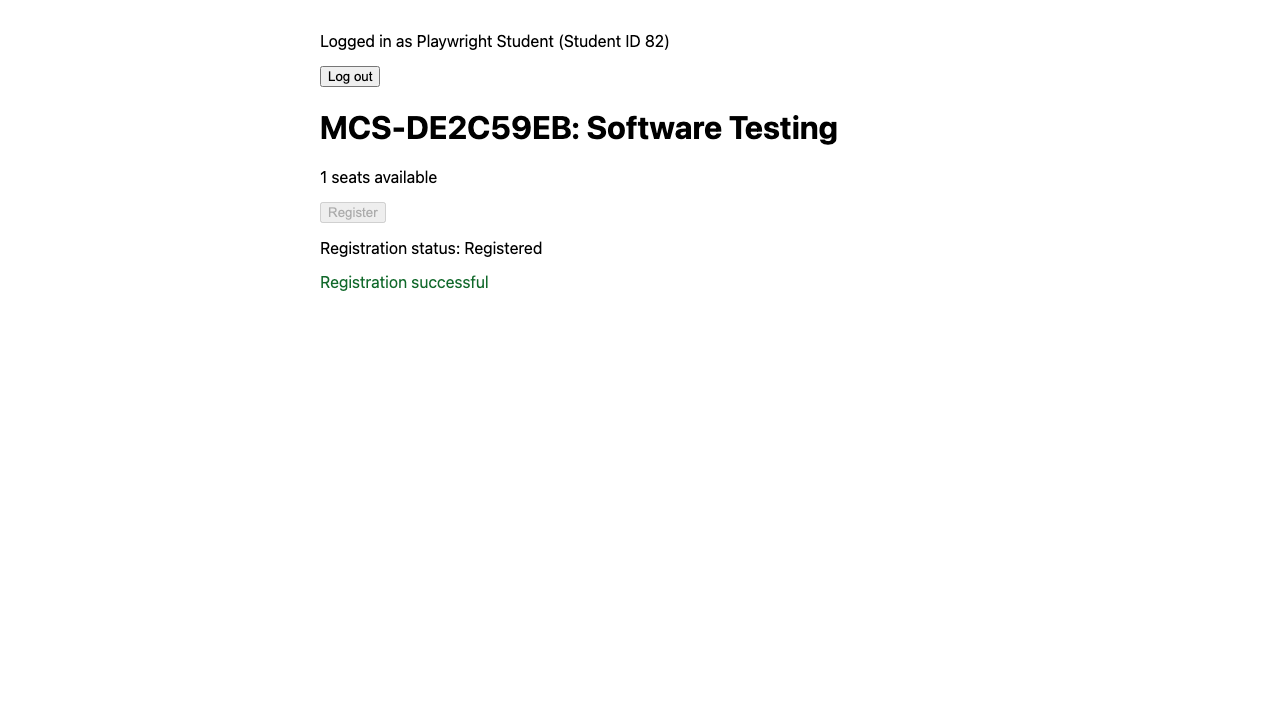 Logged in as Playwright Student (Student ID 82)
Log out
MCS-DE2C59EB: Software Testing
1 seats available
Register
Registration status: Registered
Registration successful